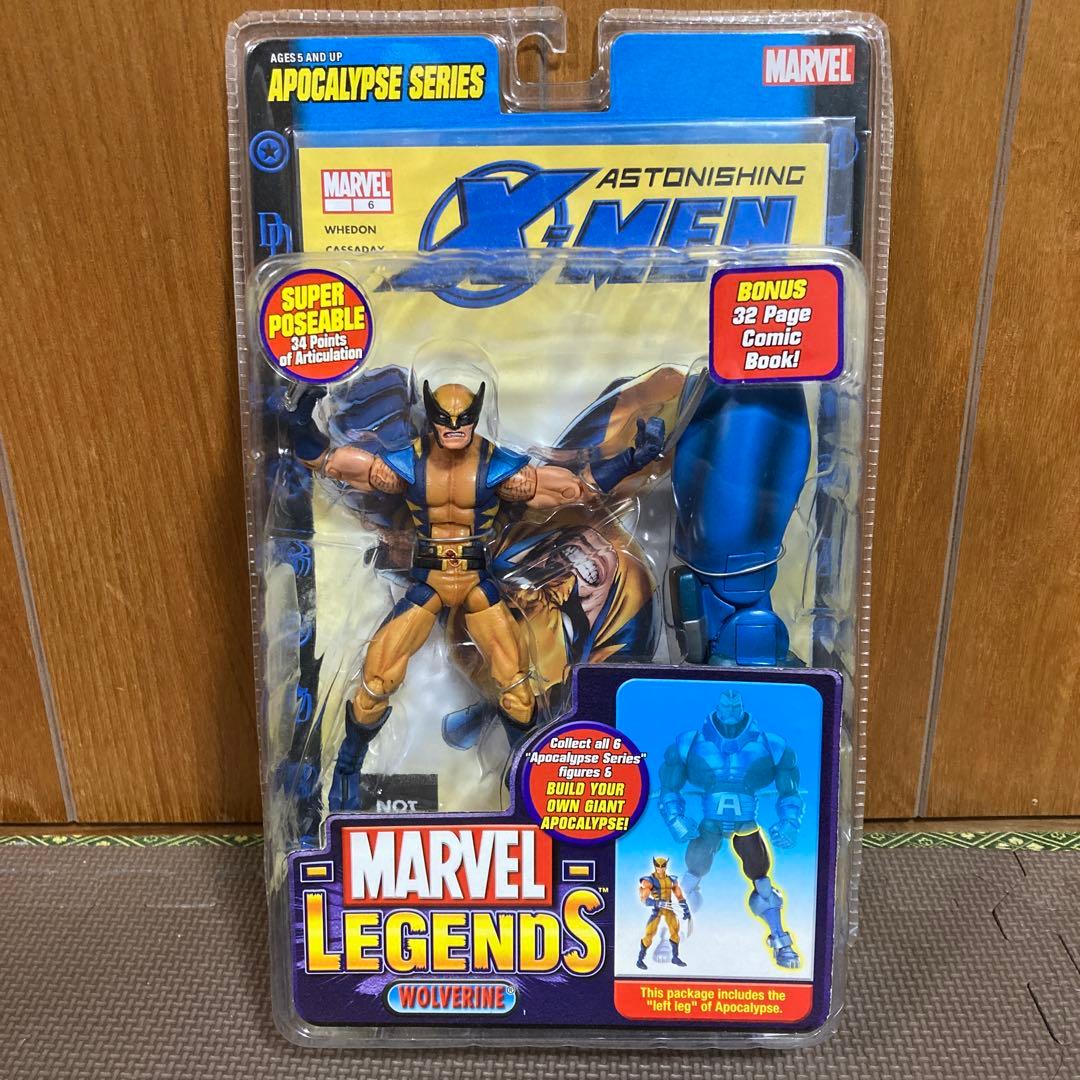 AGES 5 AND UP
APOCALYPSE SERIES
MARVEL
MARVEL
6
WHEDON
CASSADAY
ASTONISHING
X-MEN
SUPER
POSEABLE
34 Points
of Articulation
BONUS
32 Page
Comic
Book!
NOT
Collect all 6
"Apocalypse Series"
figures &
BUILD YOUR
OWN GIANT
APOCALYPSE!
A
MARVEL
LEGENDS™
WOLVERINE®
This package includes the
"left leg" of Apocalypse.